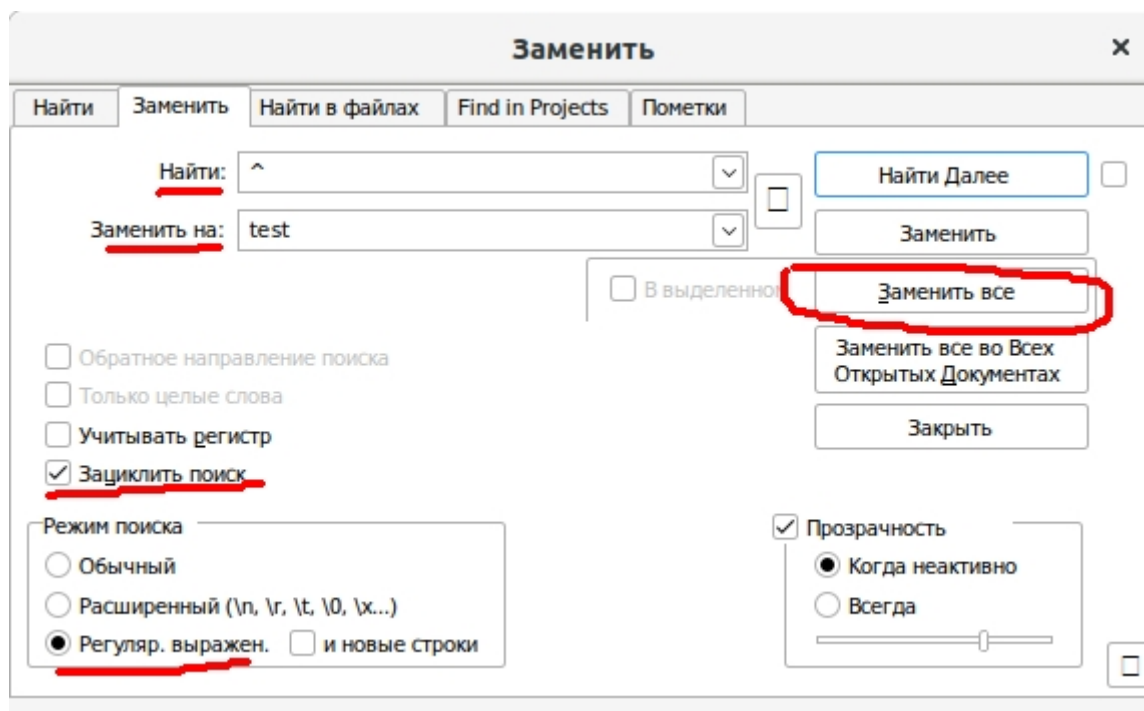 Заменить
Найти Заменить Найти в файлах Find in Projects Пометки
Найти: ^ Найти Далее
Заменить на: test Заменить
В выделенном Заменить все
Заменить все во Всех
Открытых Документах
Обратное направление поиска
Только целые слова
Учитывать регистр Закрыть
Зациклить поиск
Режим поиска Прозрачность
Обычный Когда неактивно
Расширенный (\n, \r, \t, \0, \x...) Всегда
Регуляр. выражен. и новые строки